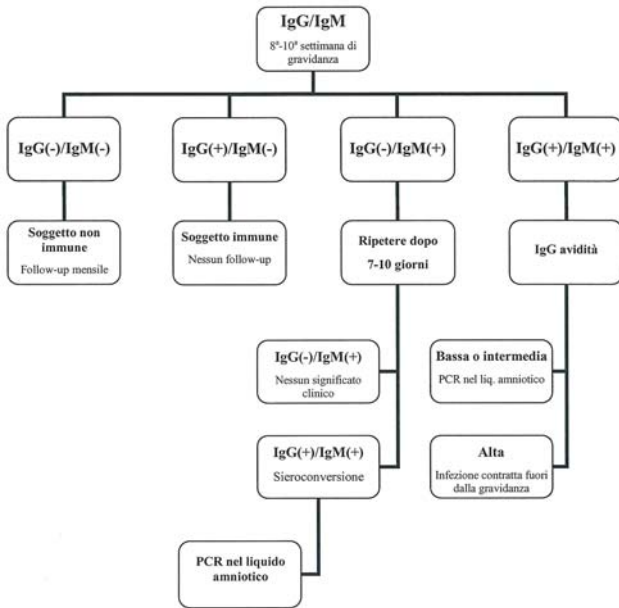 IgG/IgM
8ª-10ª settimana di
gravidanza
IgG(-)/IgM(-)
IgG(+)/IgM(-)
IgG(-)/IgM(+)
IgG(+)/IgM(+)
Soggetto non
immune
Follow-up mensile
Soggetto immune
Nessun follow-up
Ripetere dopo
7-10 giorni
IgG avidità
IgG(-)/IgM(+)
Nessun significato
clinico
Bassa o intermedia
PCR nel liq. amniotico
IgG(+)/IgM(+)
Sieroconversione
Alta
Infezione contratta fuori
dalla gravidanza
PCR nel liquido
amniotico